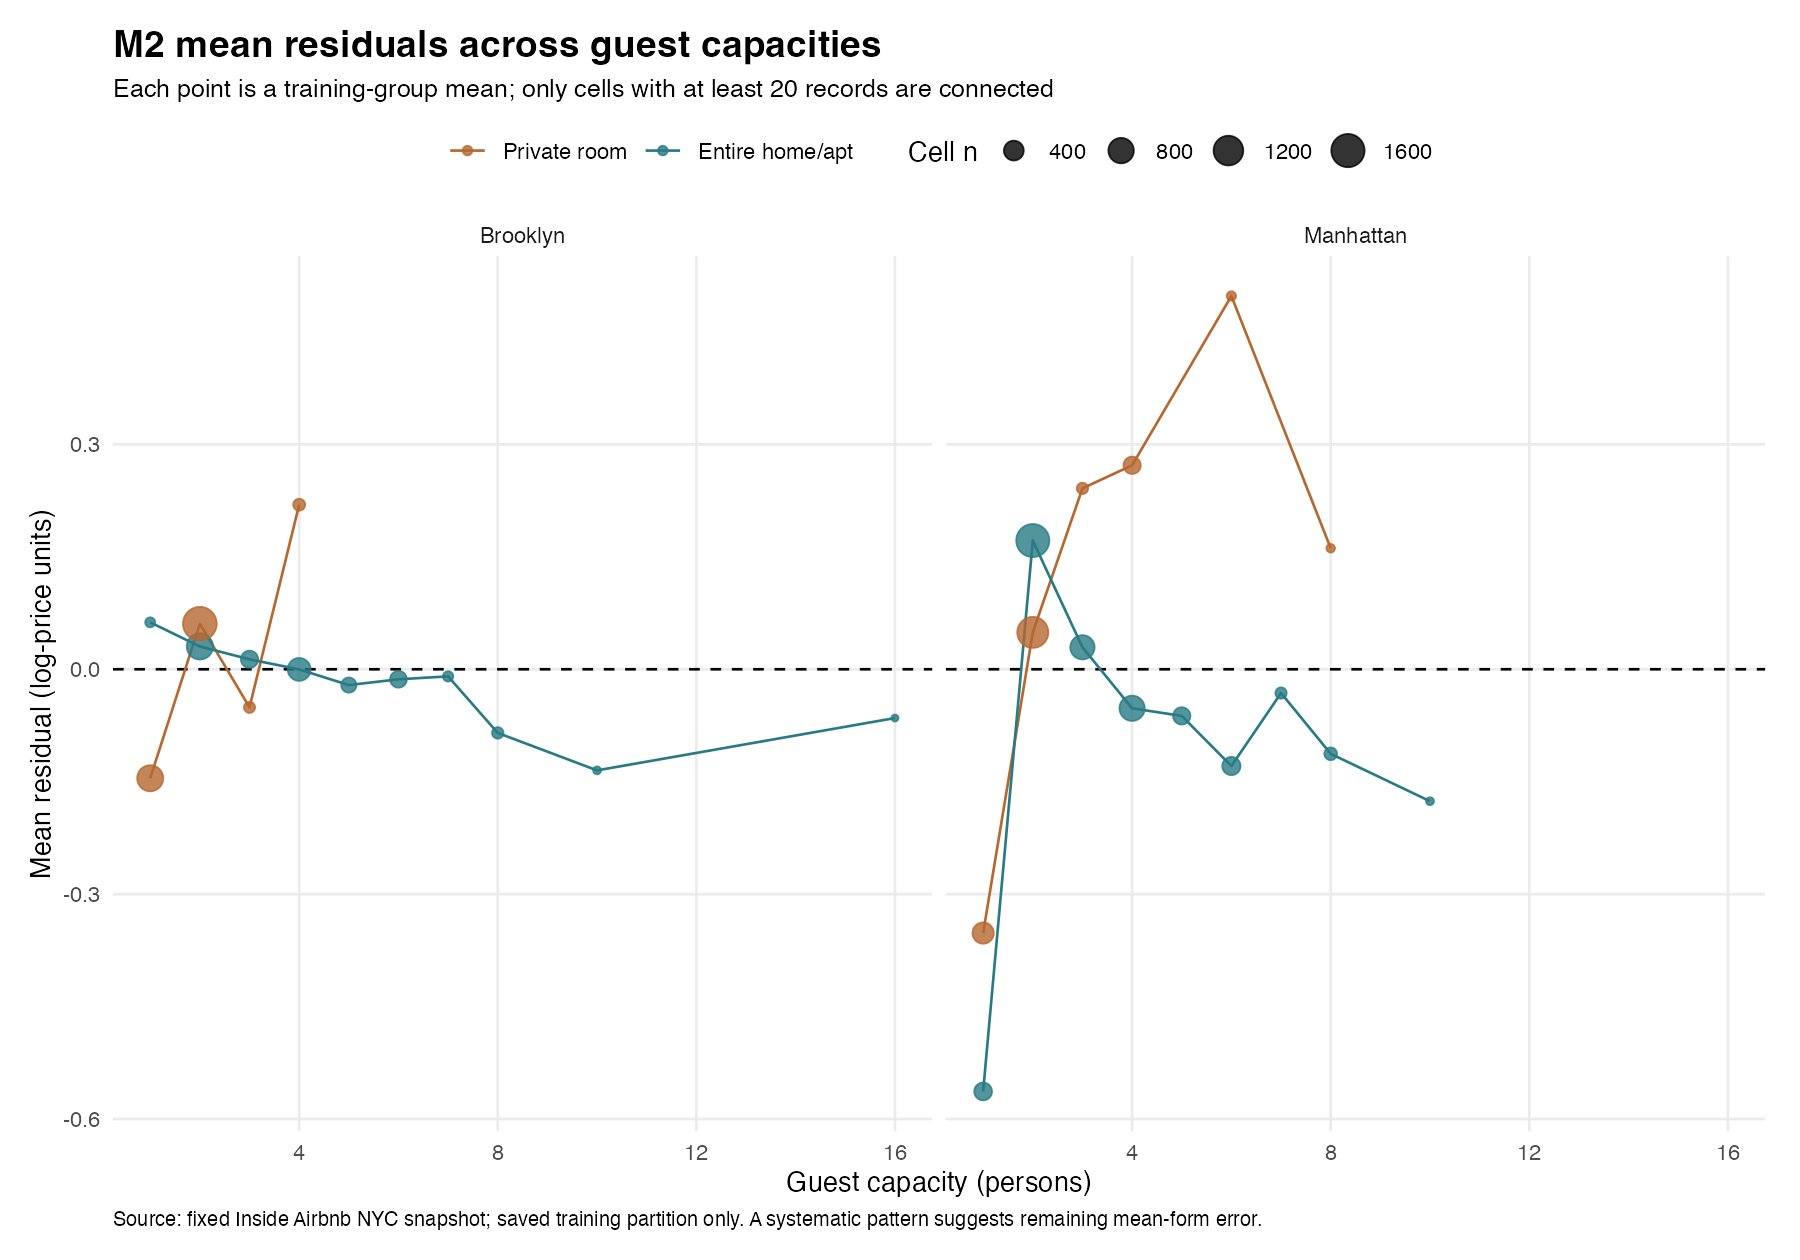 M2 mean residuals across guest capacities
Each point is a training-group mean; only cells with at least 20 records are connected
Private room Entire home/apt Cell n 400 800 1200 1600
Brooklyn Manhattan
Mean residual (log-price units)
0.3
0.0
-0.3
-0.6
4 8 12 16 4 8 12 16
Guest capacity (persons)
Source: fixed Inside Airbnb NYC snapshot; saved training partition only. A systematic pattern suggests remaining mean-form error.